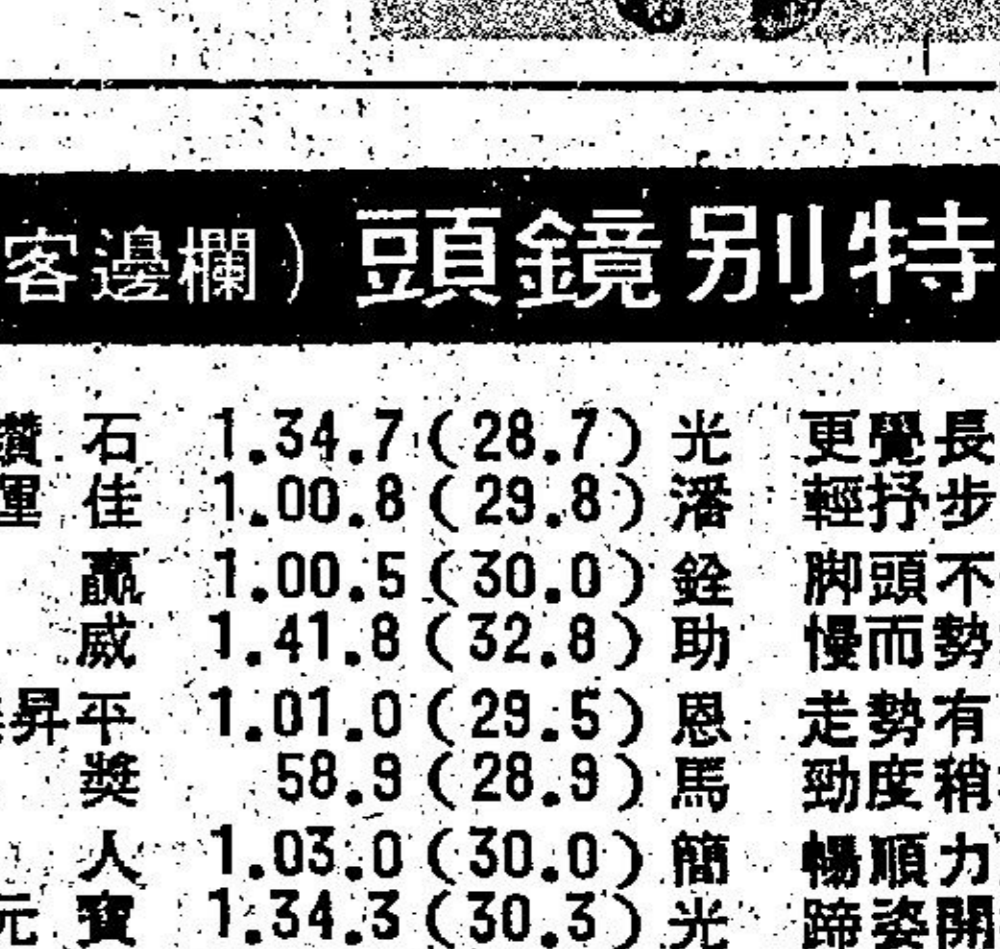 客邊欄）頭鏡别特
鑽石 1.34.7(28.7) 光 更覺長
佳 1.00.8(29.8) 潘 輕抒步
贏 1.00.5(30.0) 銓 脚頭不
威 1.41.8(32.8) 助 慢而勢
昇平 1.01.0(29.5) 恩 走勢有
獎 58.9(28.9) 馬 勁度稍
人 1.03.0(30.0) 簡 暢順力
元寶 1.34.3(30.3) 光 蹄姿開